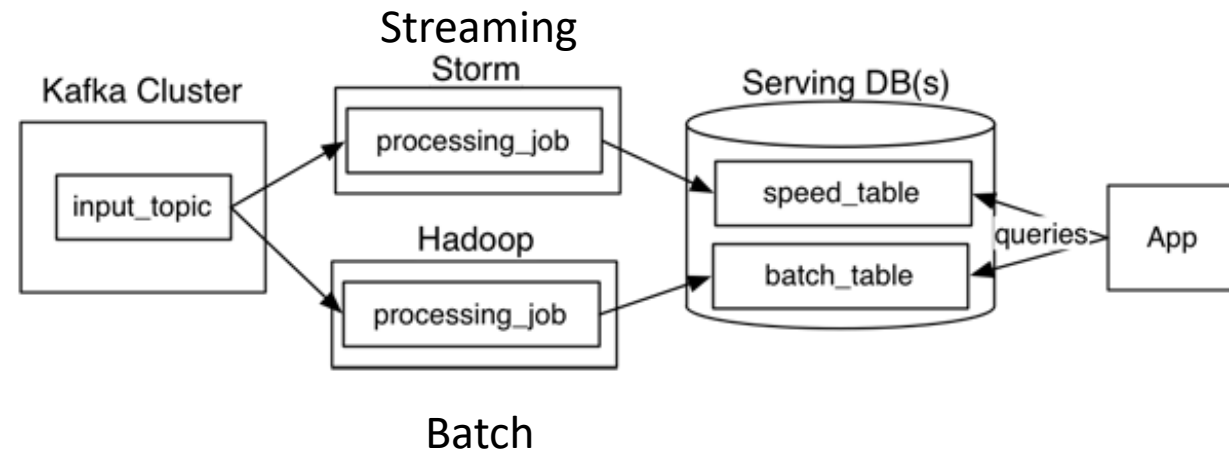 Streaming
Storm
Kafka Cluster
processing_job
input_topic
Hadoop
processing_job
Batch
Serving DB(s)
speed_table
batch_table
queries
App